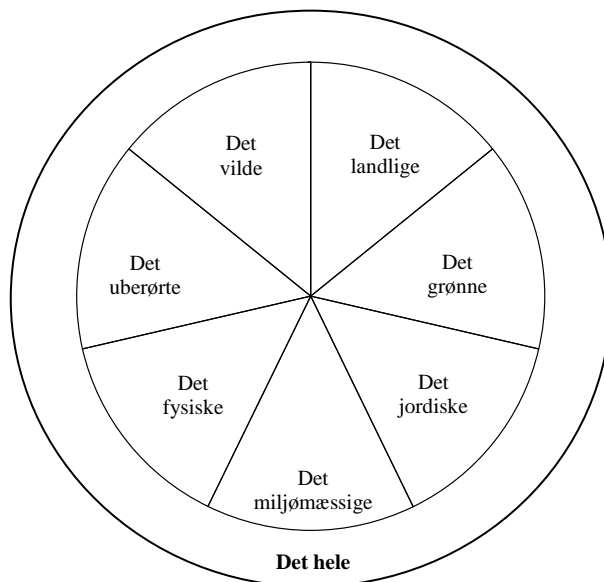 Det
vilde
Det
landlige
Det
uberørte
Det
grønne
Det
fysiske
Det
jordiske
Det
miljømæssige
Det hele